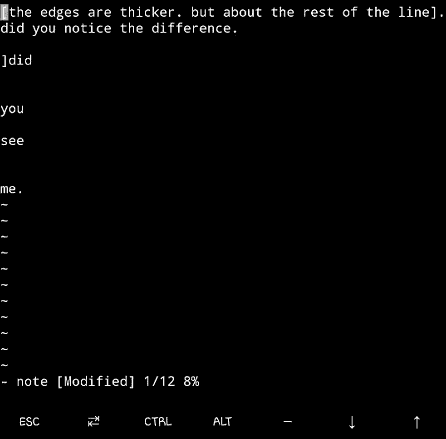 [the edges are thicker. but about the rest of the line].
did you notice the difference.
]did
you
see
me.
~
~
~
~
~
~
~
~
~
~
~
- note [Modified] 1/12 8%
ESC ⇄ CTRL ALT — ↓ ↑